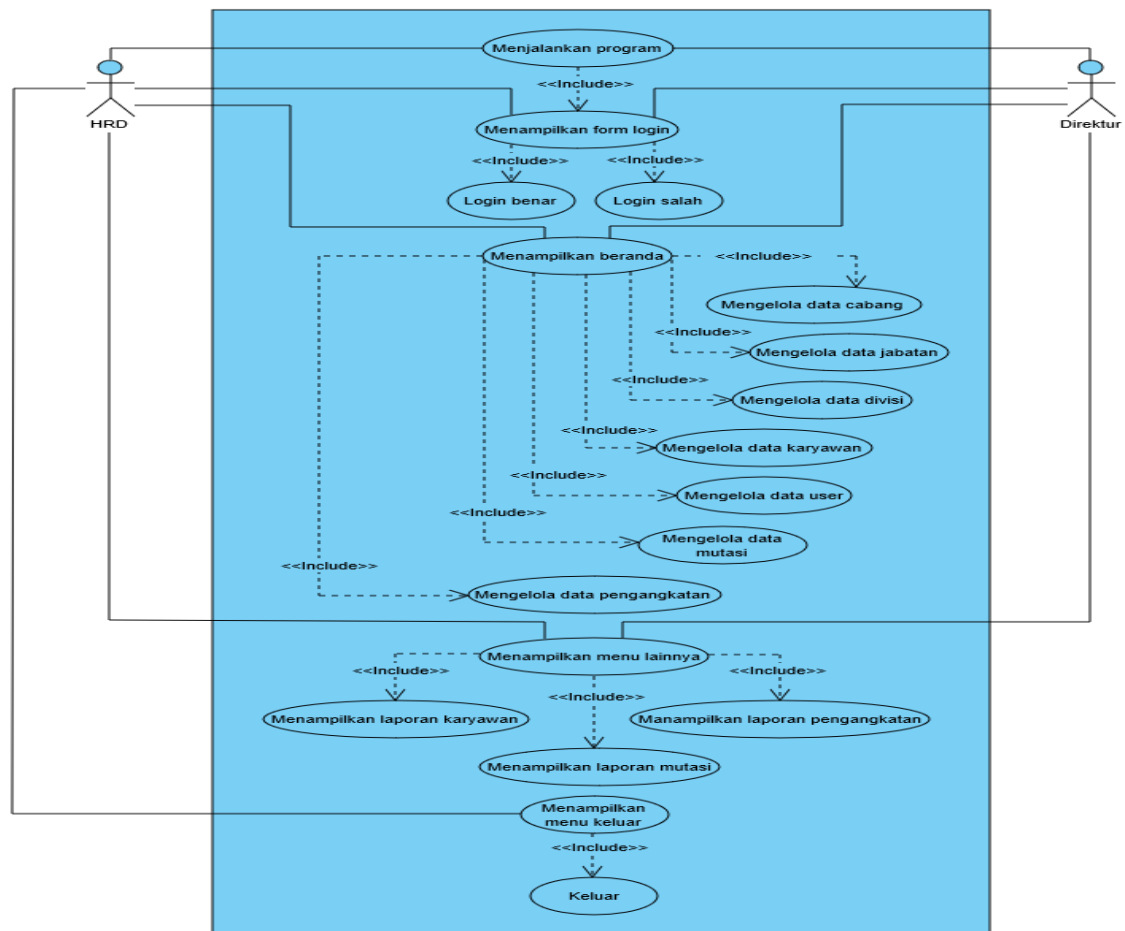 Menjalankan program
<<Include>>
HRD
Direktur
Menampilkan form login
<<Include>>
<<Include>>
Login benar
Login salah
Menampilkan beranda
<<Include>>
Mengelola data cabang
<<Include>>
Mengelola data jabatan
<<Include>>
Mengelola data divisi
<<Include>>
Mengelola data karyawan
<<Include>>
Mengelola data user
<<Include>>
Mengelola data
mutasi
<<Include>>
Mengelola data pengangkatan
Menampilkan menu lainnya
<<Include>>
<<Include>>
<<Include>>
Menampilkan laporan karyawan
Manampilkan laporan pengangkatan
Menampilkan laporan mutasi
Menampilkan
menu keluar
<<Include>>
Keluar